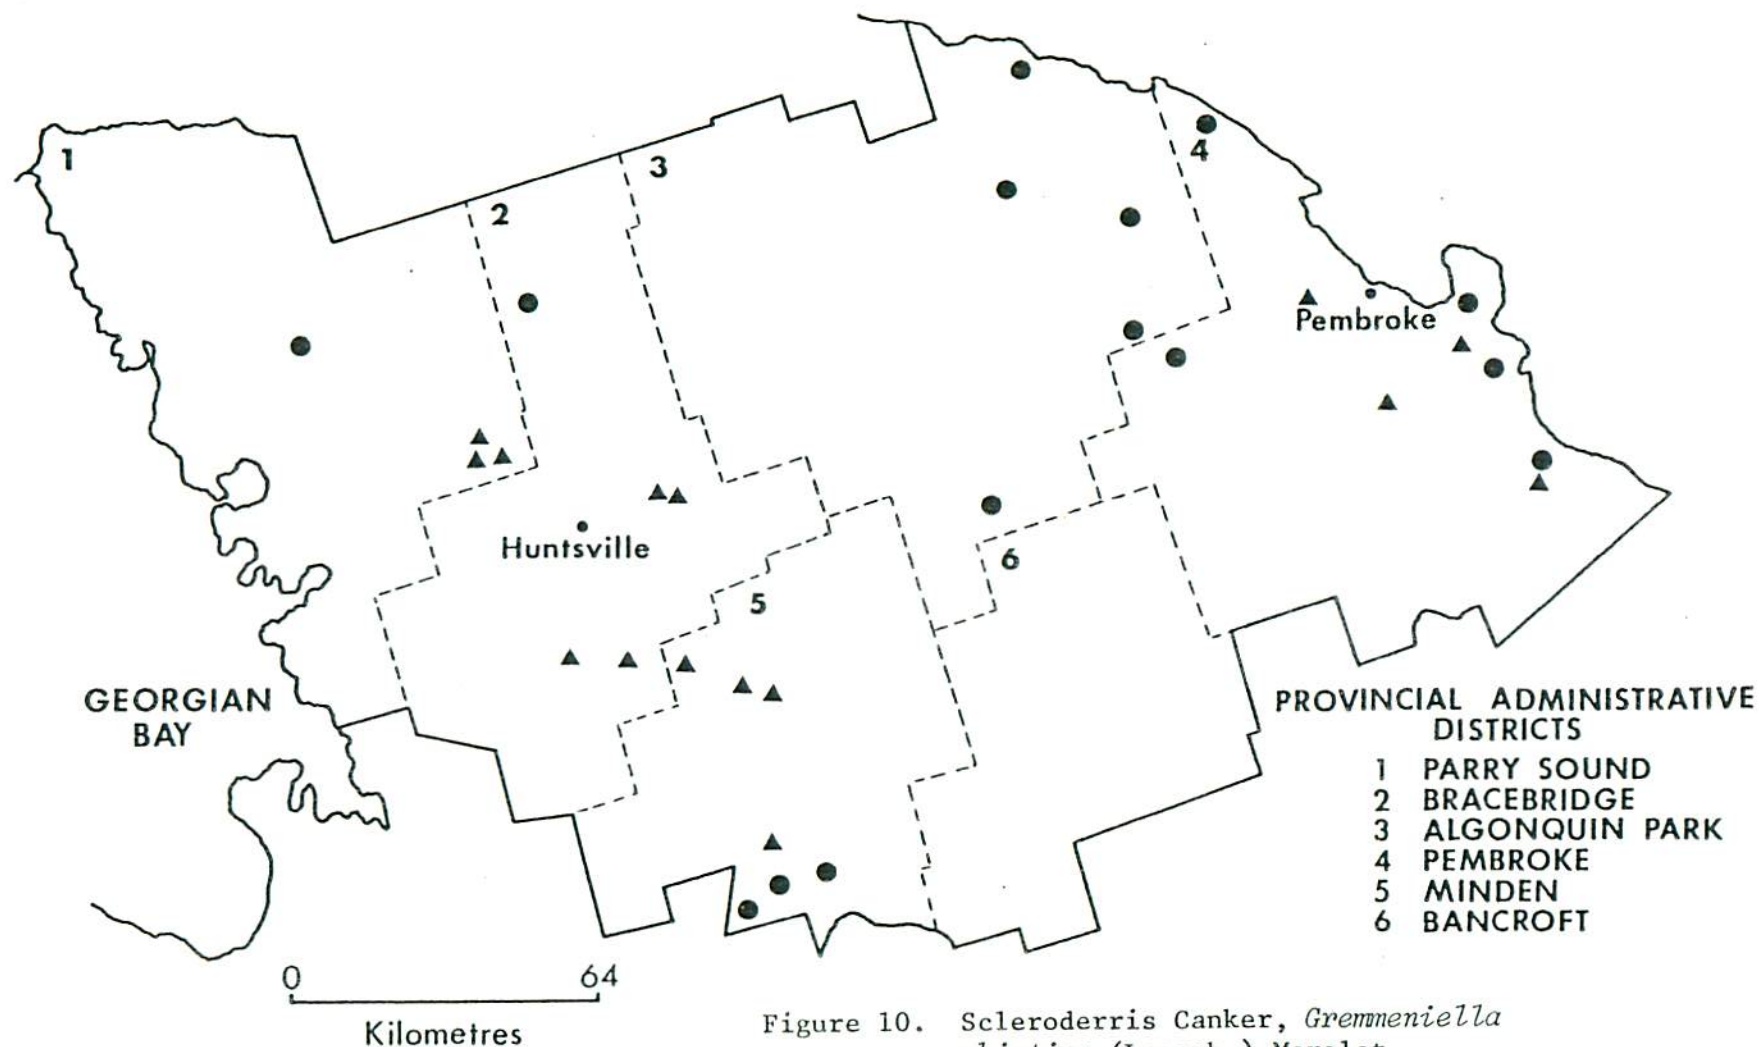 1
2
3
4
Pembroke
Huntsville
6
5
GEORGIAN
BAY
PROVINCIAL ADMINISTRATIVE
DISTRICTS
1 PARRY SOUND
2 BRACEBRIDGE
3 ALGONQUIN PARK
4 PEMBROKE
5 MINDEN
6 BANCROFT
0 64
Kilometres
Figure 10. Scleroderris Canker, Gremmeniella